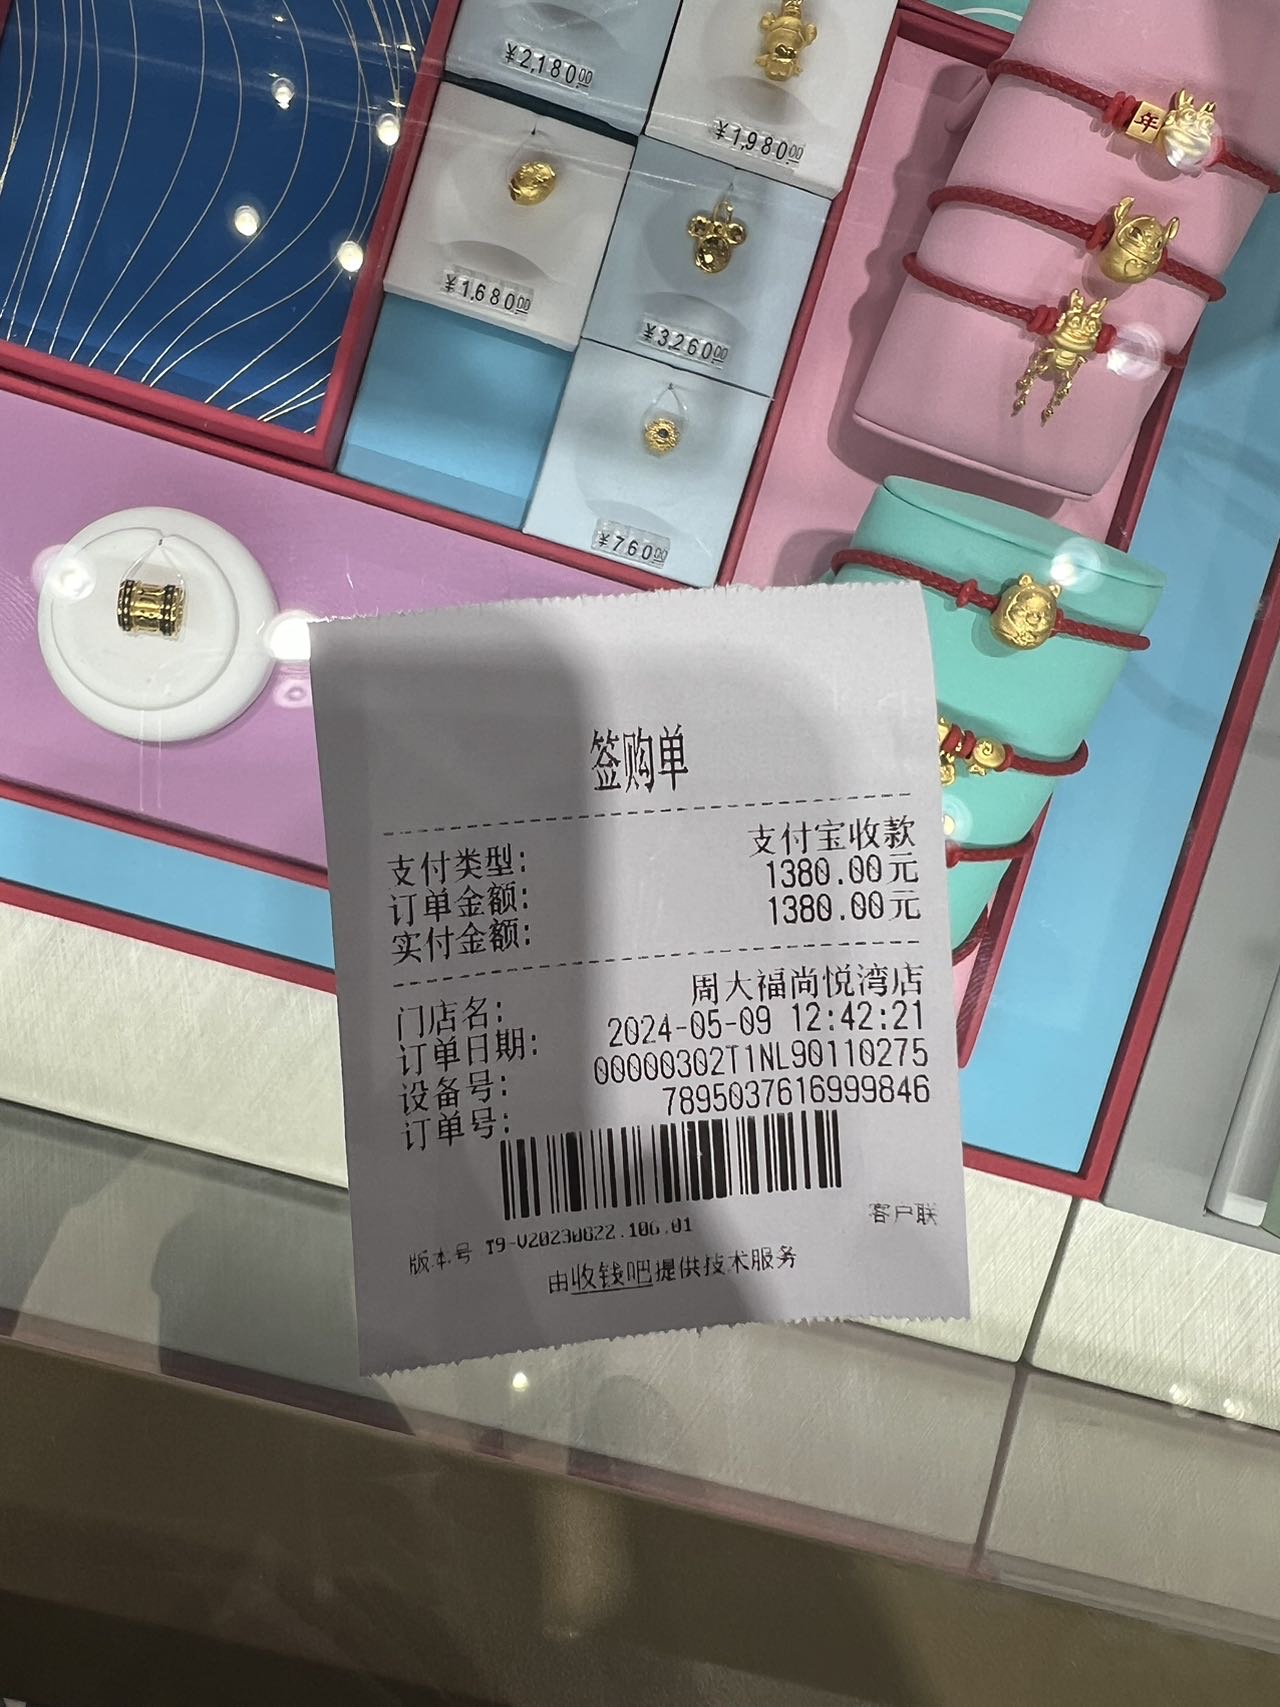 ¥2,180.00
¥1,980.00
年
¥1,680.00
¥3260.00
¥760.00
签购单
支付类型: 支付宝收款
订单金额: 1380.00元
实付金额: 1380.00元
门店名: 周大福尚悦湾店
订单日期: 2024-05-09 12:42:21
设备号: 00000302T1NL90110275
订单号: 7895037616999846
客户联
版本号 T9-V20230822.106.01
由收钱吧提供技术服务